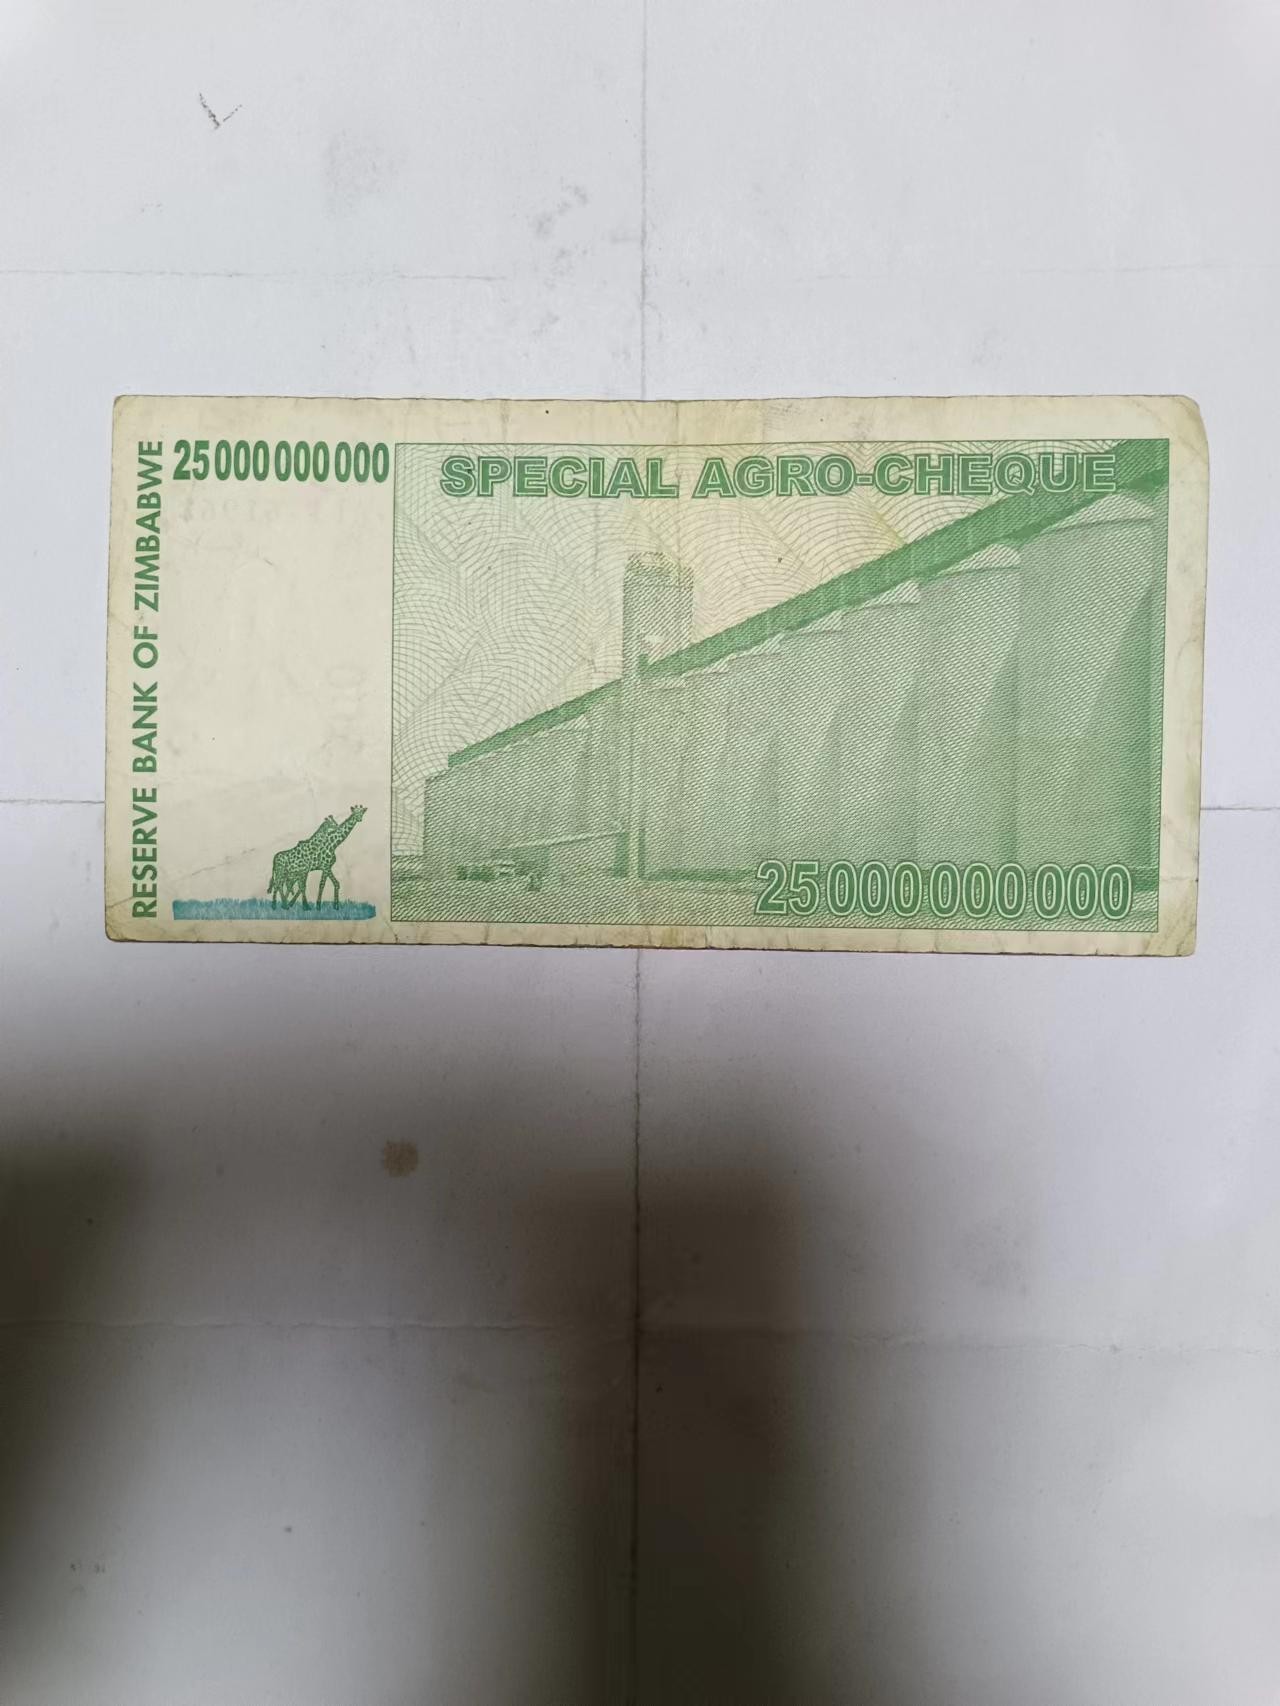 RESERVE BANK OF ZIMBABWE
25000000000
SPECIAL AGRO-CHEQUE
25000000000